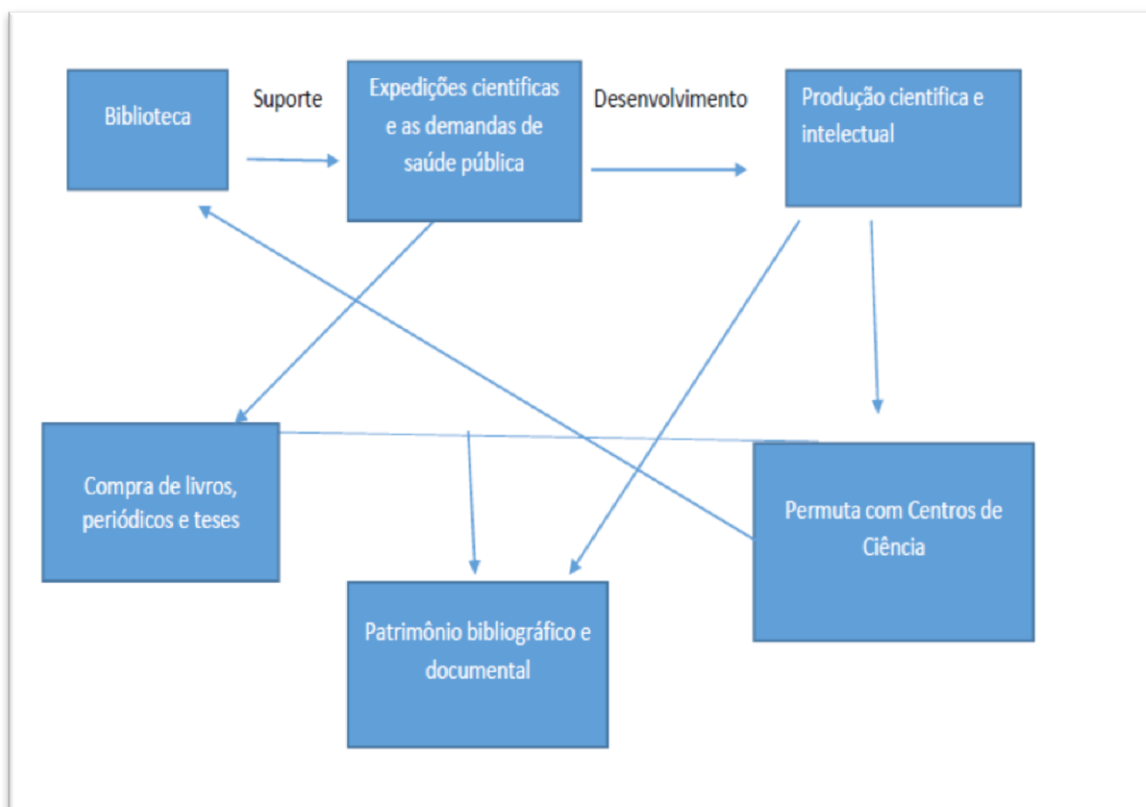 Biblioteca
Suporte
Expedições cientificas
e as demandas de
saúde pública
Desenvolvimento
Produção cientifica e
intelectual
Compra de livros,
periódicos e teses
Permuta com Centros de
Ciência
Patrimônio bibliográfico e
documental